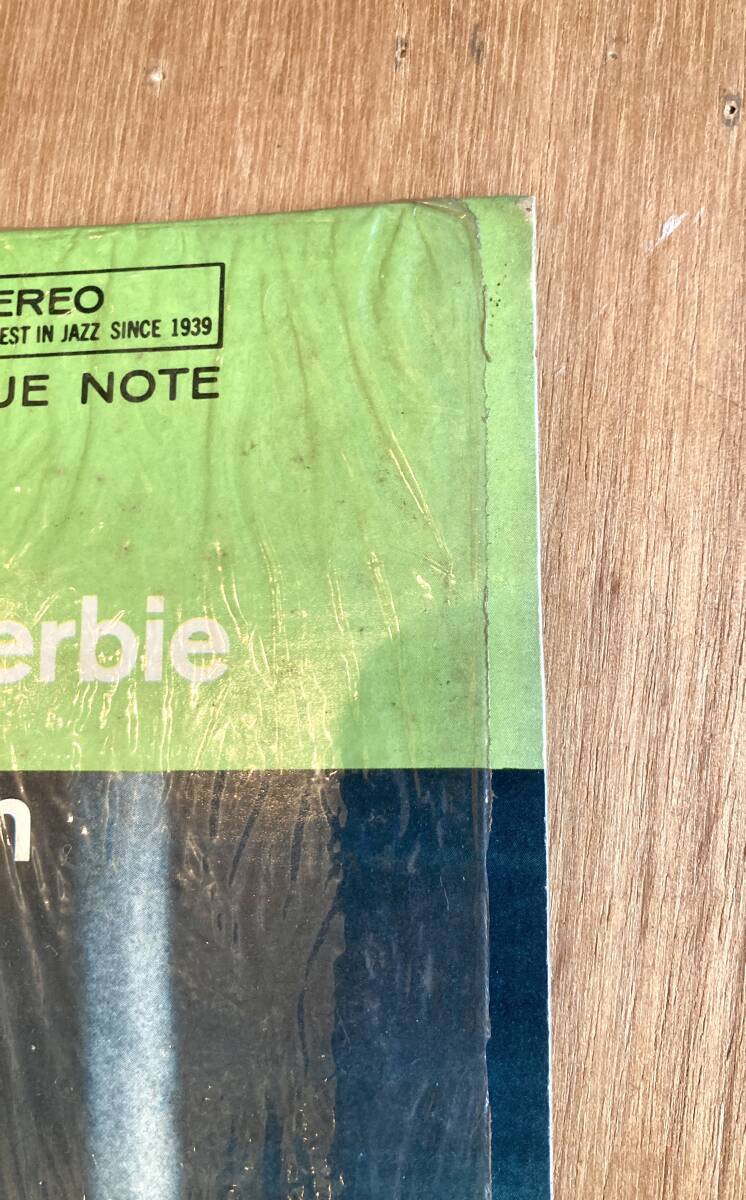 EREO
EST IN JAZZ SINCE 1939
UE NOTE
erbie
n